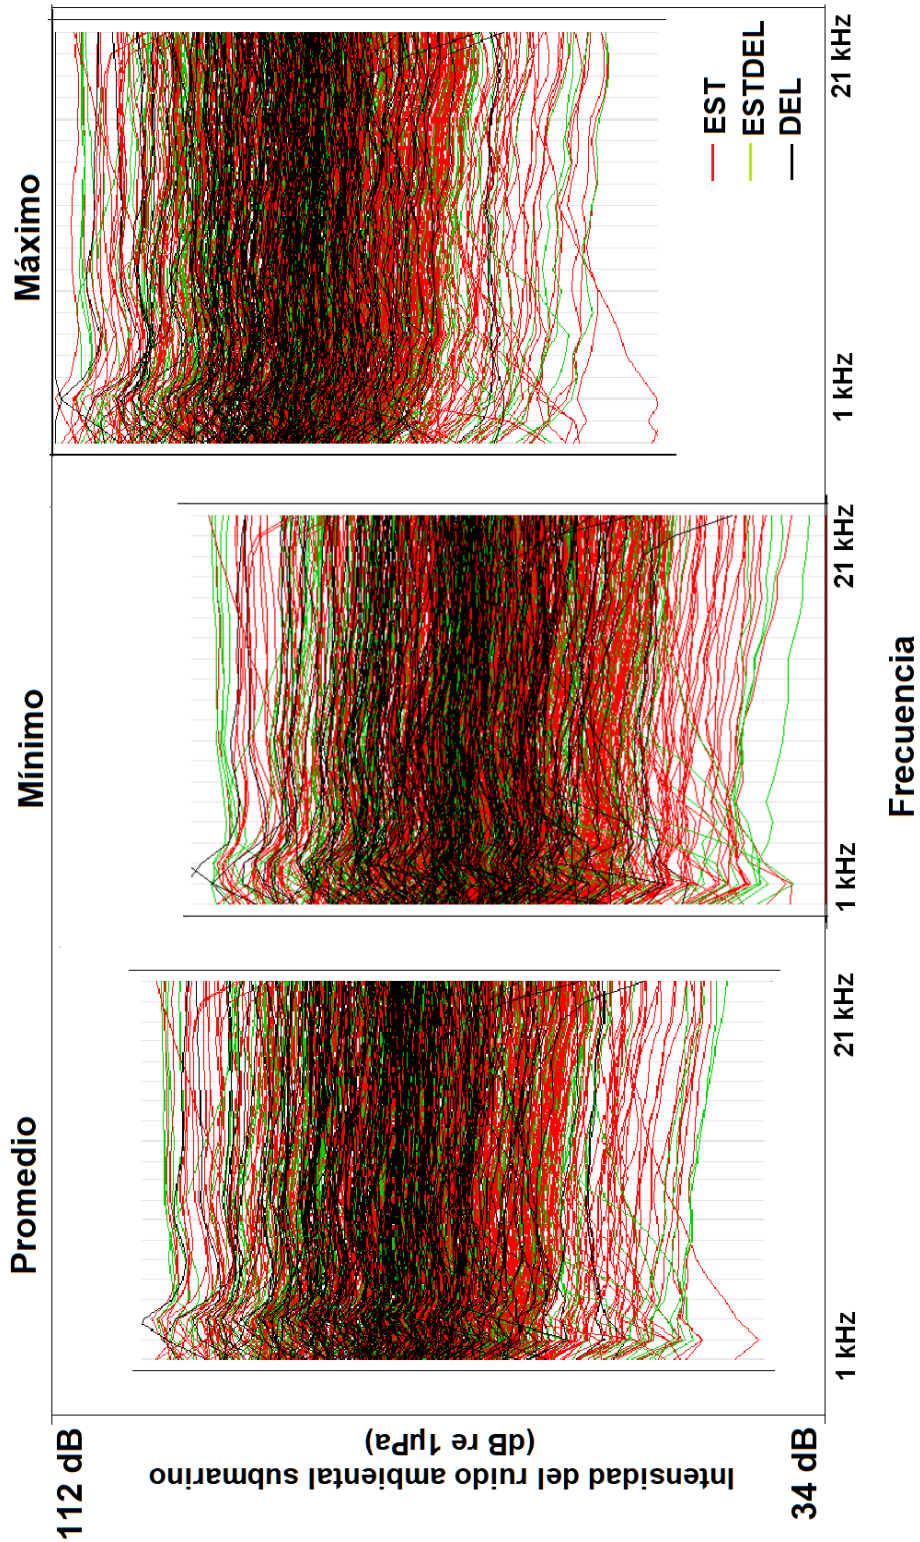 Promedio
Mínimo
Máximo
112 dB
Intensidad del ruido ambiental submarino
(dB re 1µPa)
34 dB
1 kHz
21 kHz
1 kHz
21 kHz
1 kHz
21 kHz
EST
ESTDEL
DEL
Frecuencia